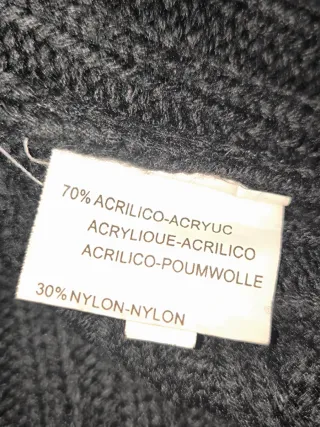 70% ACRILICO-ACRYUC
ACRYLIOUE-ACRILICO
ACRILICO-POUMWOLLE
30% NYLON-NYLON